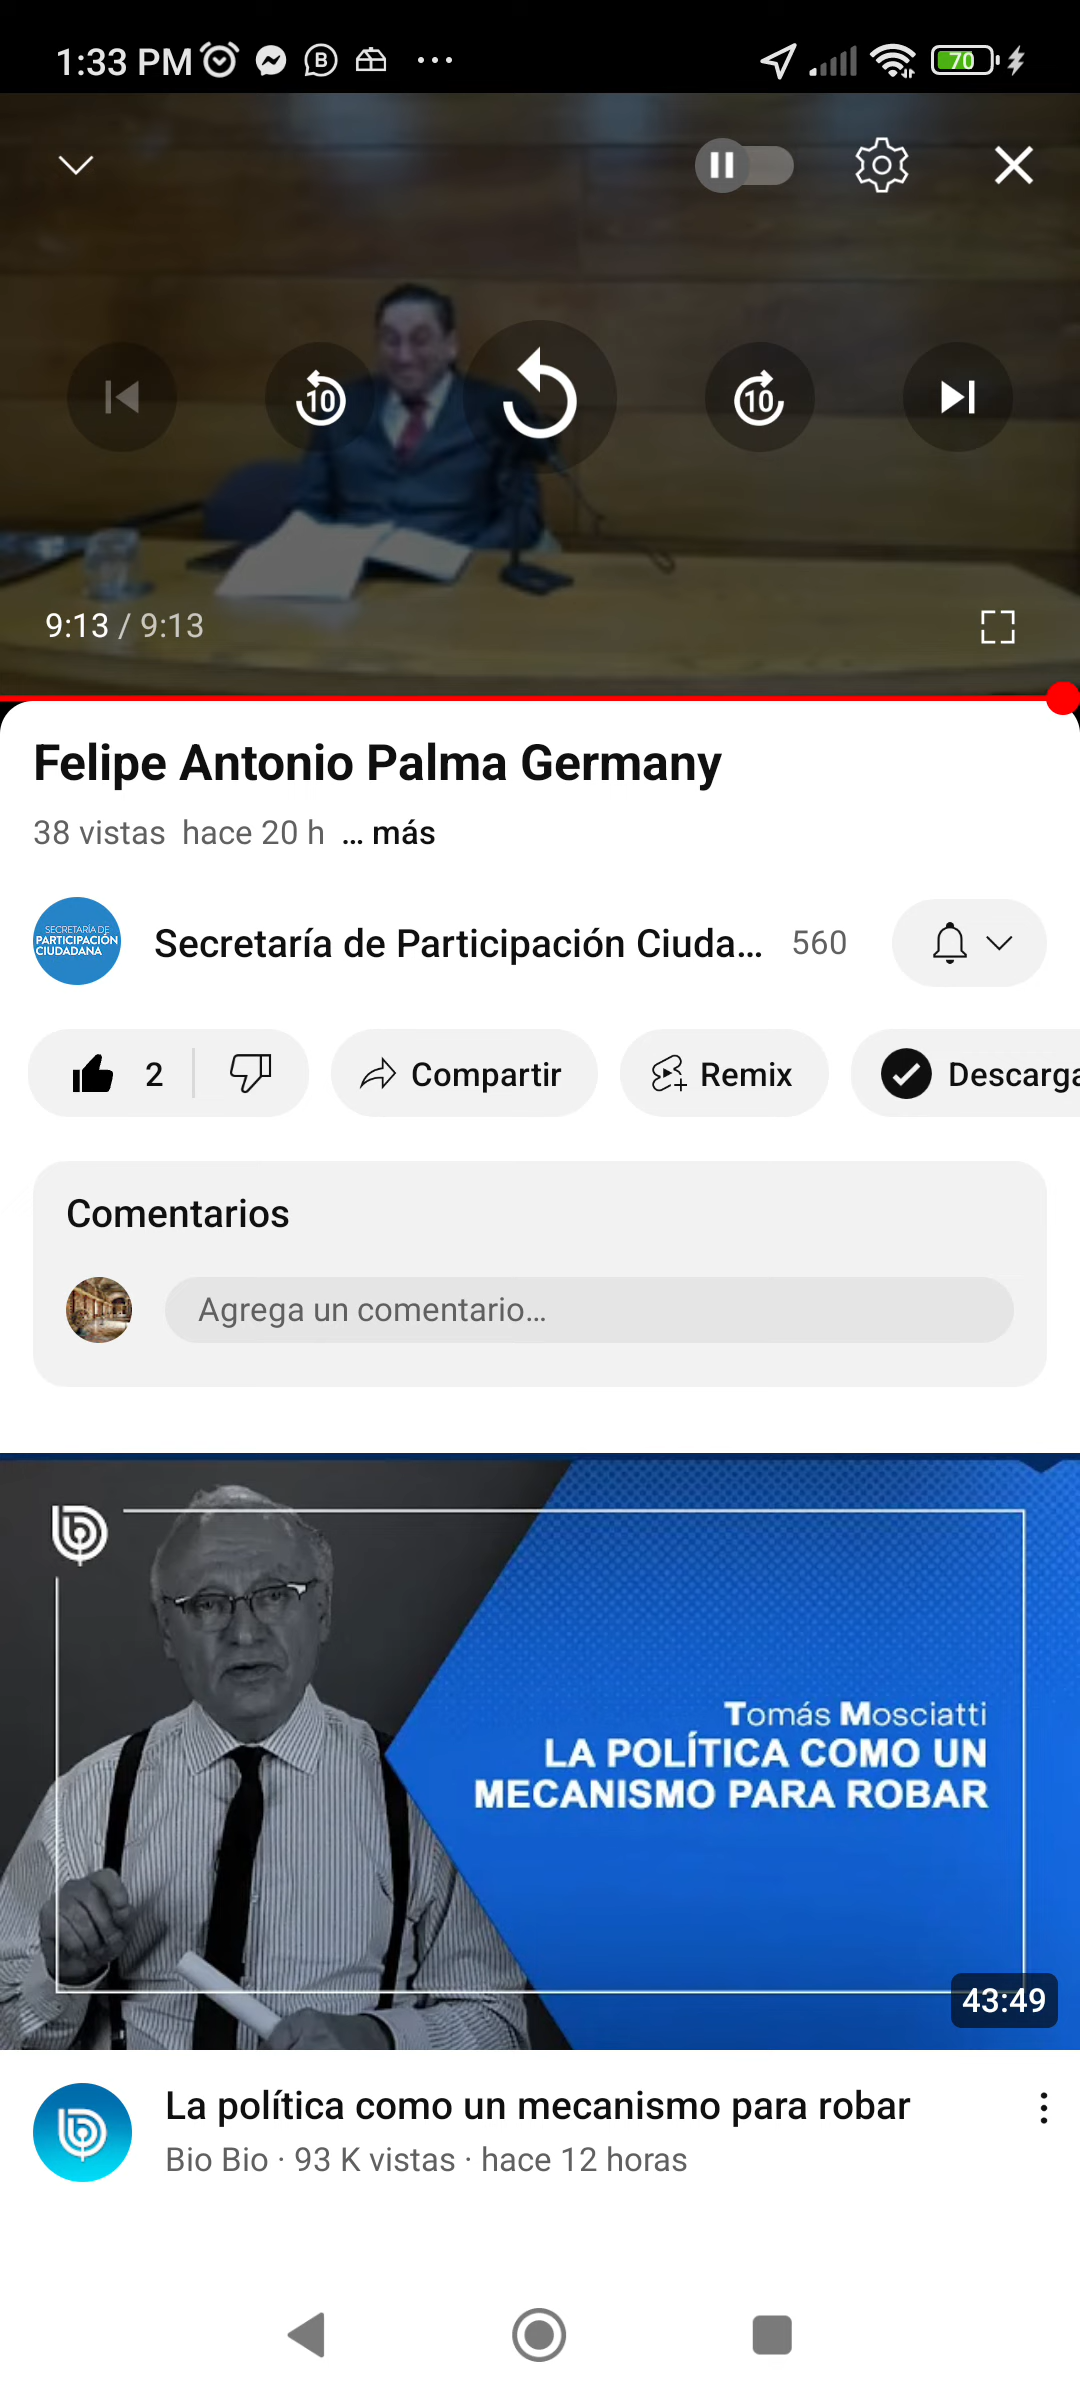 1:33 PM
70
10
10
9:13 / 9:13
Felipe Antonio Palma Germany
38 vistas hace 20 h ... más
SECRETARÍA DE
PARTICIPACIÓN
CIUDADANA
Secretaría de Participación Ciuda... 560
2
Compartir
Remix
Descarga
Comentarios
Agrega un comentario...
Tomás Mosciatti
LA POLÍTICA COMO UN
MECANISMO PARA ROBAR
43:49
La política como un mecanismo para robar
Bio Bio · 93 K vistas · hace 12 horas